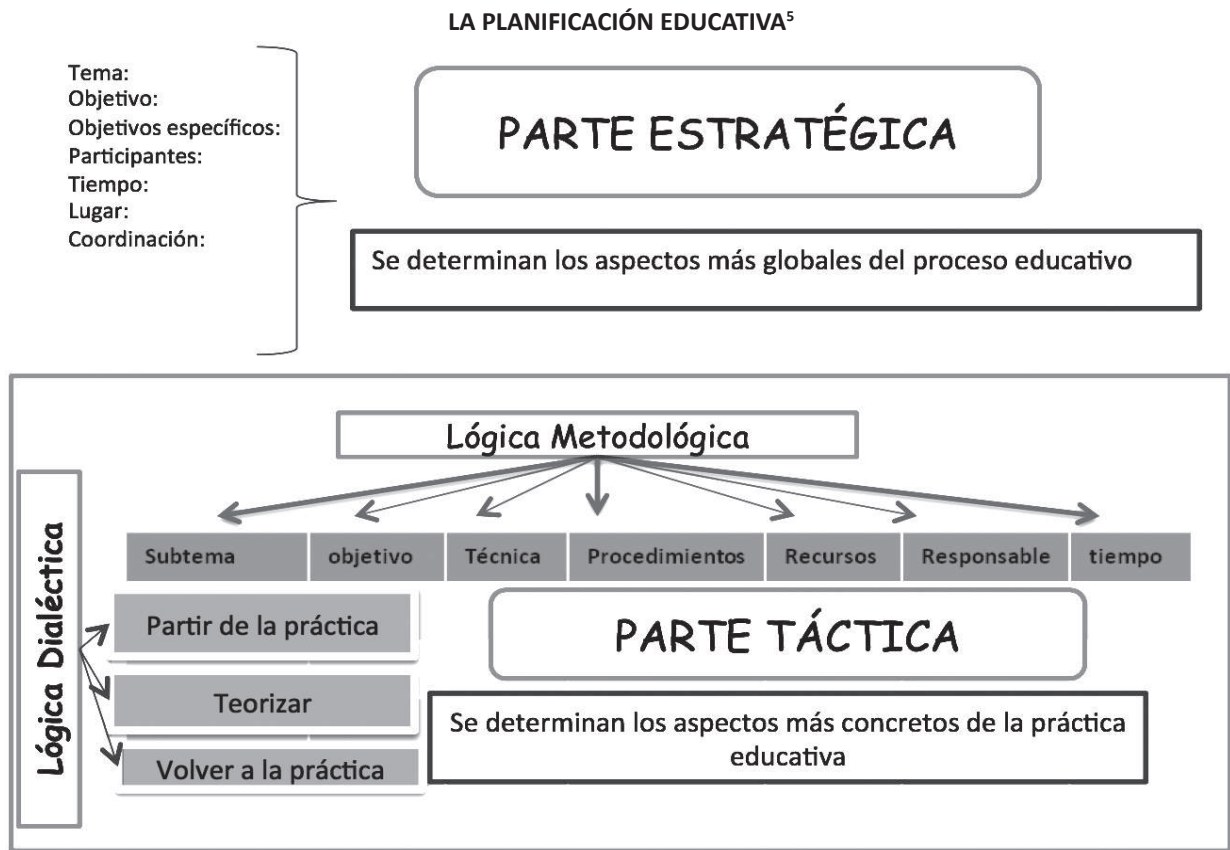 LA PLANIFICACIÓN EDUCATIVA⁵
Tema:
Objetivo:
Objetivos específicos:
Participantes:
Tiempo:
Lugar:
Coordinación:
PARTE ESTRATÉGICA
Se determinan los aspectos más globales del proceso educativo
Lógica Metodológica
Lógica Dialéctica
Subtema objetivo Técnica Procedimientos Recursos Responsable tiempo
Partir de la práctica
Teorizar
Volver a la práctica
PARTE TÁCTICA
Se determinan los aspectos más concretos de la práctica
educativa